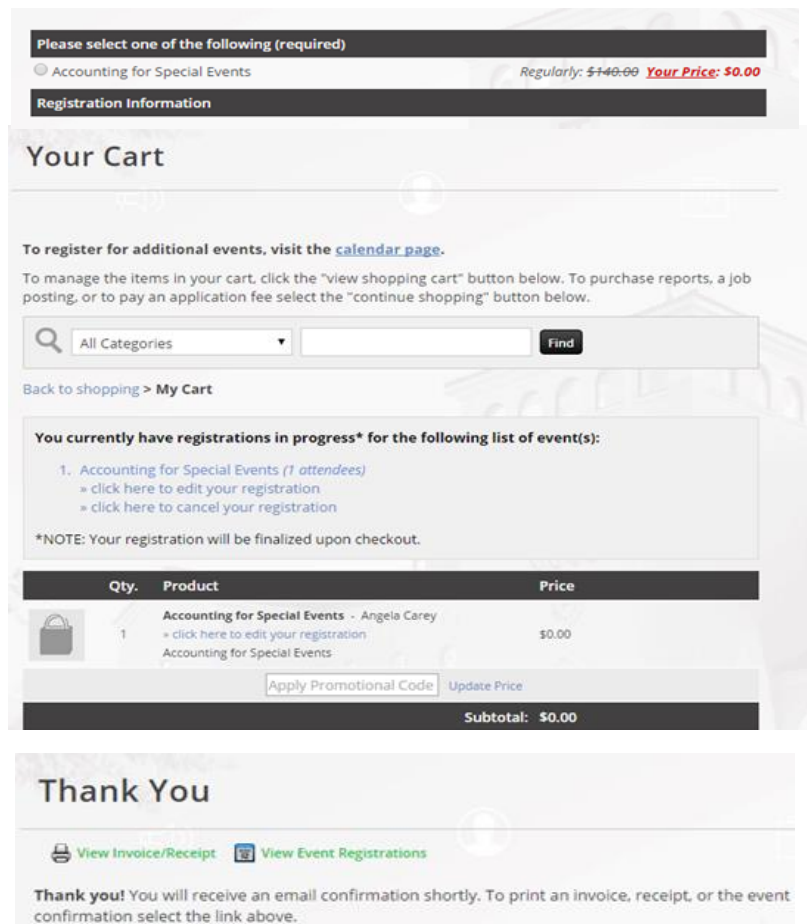 Please select one of the following (required)
Accounting for Special Events Regularly: $140.00 Your Price: $0.00
Registration Information
Your Cart
To register for additional events, visit the calendar page.
To manage the items in your cart, click the "view shopping cart" button below. To purchase reports, a job
posting, or to pay an application fee select the "continue shopping" button below.
All Categories Find
Back to shopping > My Cart
You currently have registrations in progress* for the following list of event(s):
1. Accounting for Special Events (1 attendees)
» click here to edit your registration
» click here to cancel your registration
*NOTE: Your registration will be finalized upon checkout.
Qty. Product Price
Accounting for Special Events - Angela Carey
1 » click here to edit your registration $0.00
Accounting for Special Events
Apply Promotional Code Update Price
Subtotal: $0.00
Thank You
View Invoice/Receipt View Event Registrations
Thank you! You will receive an email confirmation shortly. To print an invoice, receipt, or the event
confirmation select the link above.